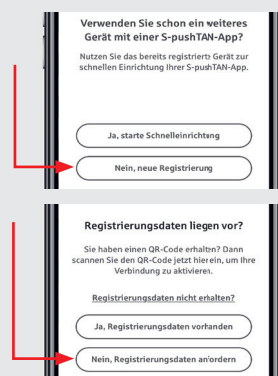 Verwenden Sie schon ein weiteres
Gerät mit einer S-pushTAN-App?
Nutzen Sie das bereits registrierte Gerät zur
schnellen Einrichtung Ihrer S-pushTAN-App.
Ja, starte Schnelleinrichtung
Nein, neue Registrierung
Registrierungsdaten liegen vor?
Sie haben einen QR-Code erhalten? Dann
scannen Sie den QR-Code jetzt hier ein, um Ihre
Verbindung zu aktivieren.
Registrierungsdaten nicht erhalten?
Ja, Registrierungsdaten vorhanden
Nein, Registrierungsdaten anfordern